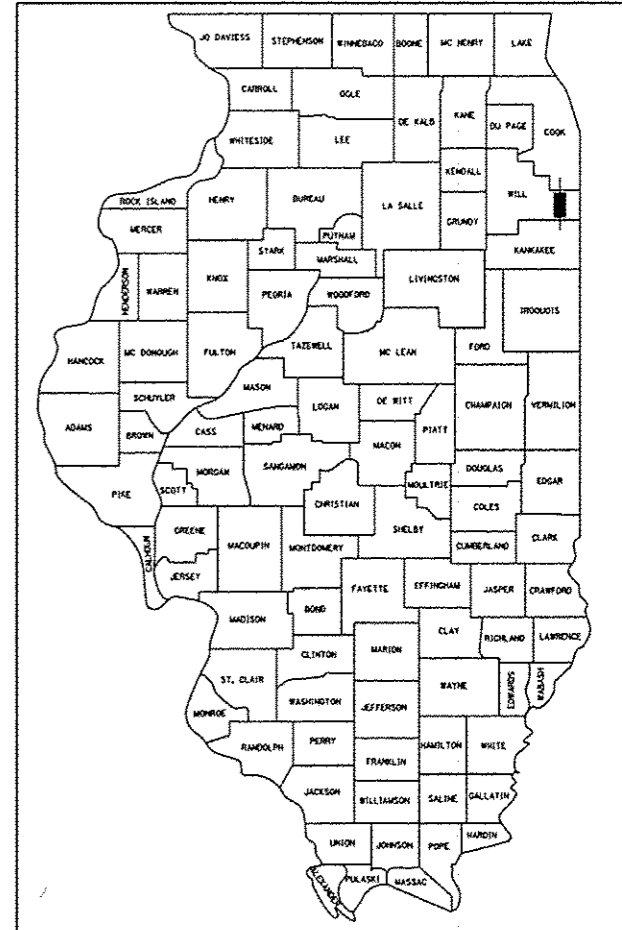 JO DAVIESS STEPHENSON WINNEBAGO BOONE MC HENRY LAKE
CARROLL OGLE DE KALB KANE DU PAGE COOK
WHITESIDE LEE KENDALL WILL
ROCK ISLAND HENRY BUREAU LA SALLE GRUNDY
MERCER PUTNAM KANKAKEE
STARK MARSHALL
HENDERSON WARREN KNOX PEORIA WOODFORD LIVINGSTON IROQUOIS
FORD
HANCOCK MC DONOUGH FULTON TAZEWELL MC LEAN
MASON
SCHUYLER LOGAN DE WITT CHAMPAIGN VERMILION
ADAMS BROWN CASS MENARD PIATT
MACON
MORGAN SANGAMON DOUGLAS
PIKE SCOTT CHRISTIAN MOULTRIE EDGAR
COLES
CALHOUN GREENE MACOUPIN MONTGOMERY SHELBY CUMBERLAND CLARK
JERSEY
FAYETTE EFFINGHAM JASPER CRAWFORD
MADISON BOND
CLAY RICHLAND LAWRENCE
CLINTON MARION
ST. CLAIR WAYNE EDWARDS WABASH
WASHINGTON JEFFERSON
MONROE
RANDOLPH PERRY HAMILTON WHITE
FRANKLIN
JACKSON WILLIAMSON SALINE GALLATIN
UNION JOHNSON POPE HARDIN
ALEXANDER PULASKI MASSAC